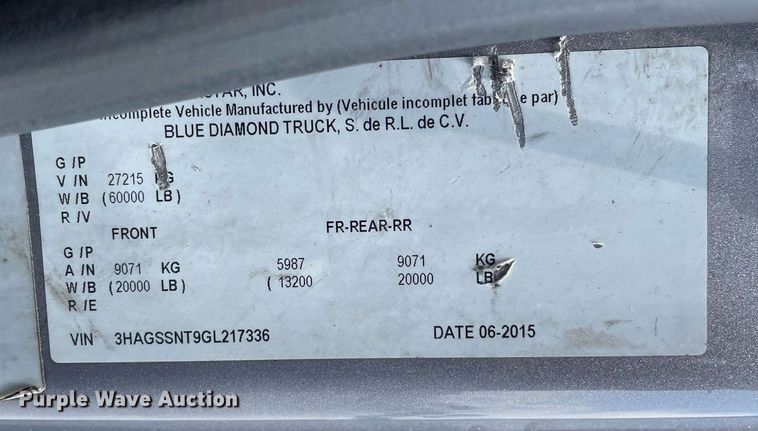 INC.
Incomplete Vehicle Manufactured by (Vehicule incomplet par)
BLUE DIAMOND TRUCK, S. de R.L. de C.V.
G / P
V / N 27215 KG
W / B ( 60000 LB )
R / V
FRONT FR-REAR-RR
G / P
A / N 9071 KG 5987 9071 KG
W / B ( 20000 LB ) ( 13200 20000 LB
R / E
VIN 3HAGSSNT9GL217336 DATE 06-2015
Purple Wave Auction